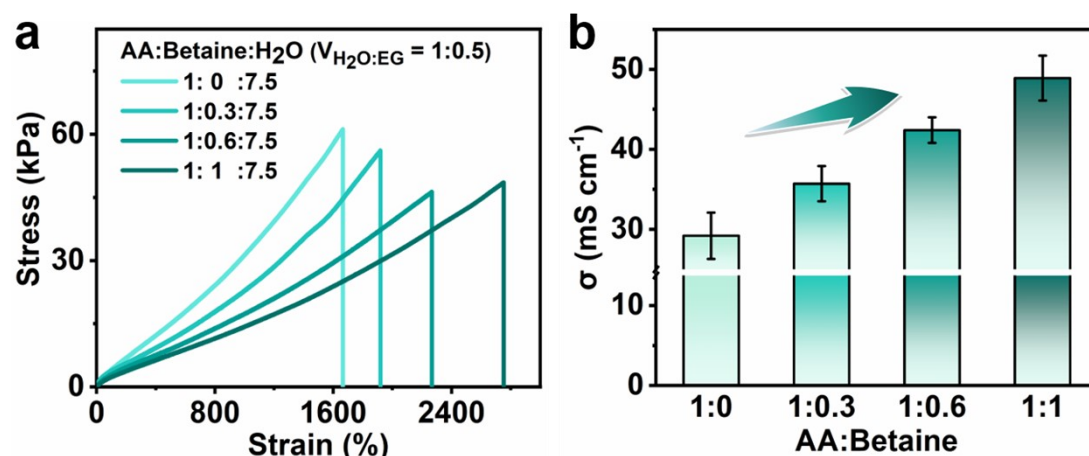 a
AA:Betaine:H₂O (V_H₂O:EG = 1:0.5)
1: 0 :7.5
1:0.3:7.5
1:0.6:7.5
1: 1 :7.5
Stress (kPa)
60
30
0
0 800 1600 2400
Strain (%)
b
σ (mS cm⁻¹)
50
40
30
10
0
1:0 1:0.3 1:0.6 1:1
AA:Betaine